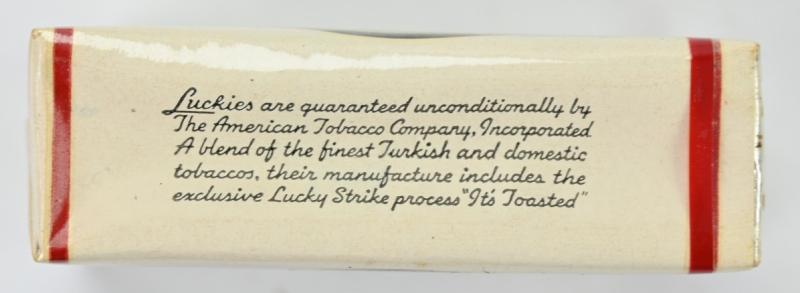 Luckies are guaranteed unconditionally by
The American Tobacco Company, Incorporated
A blend of the finest Turkish and domestic
tobaccos, their manufacture includes the
exclusive Lucky Strike process "It's Toasted"